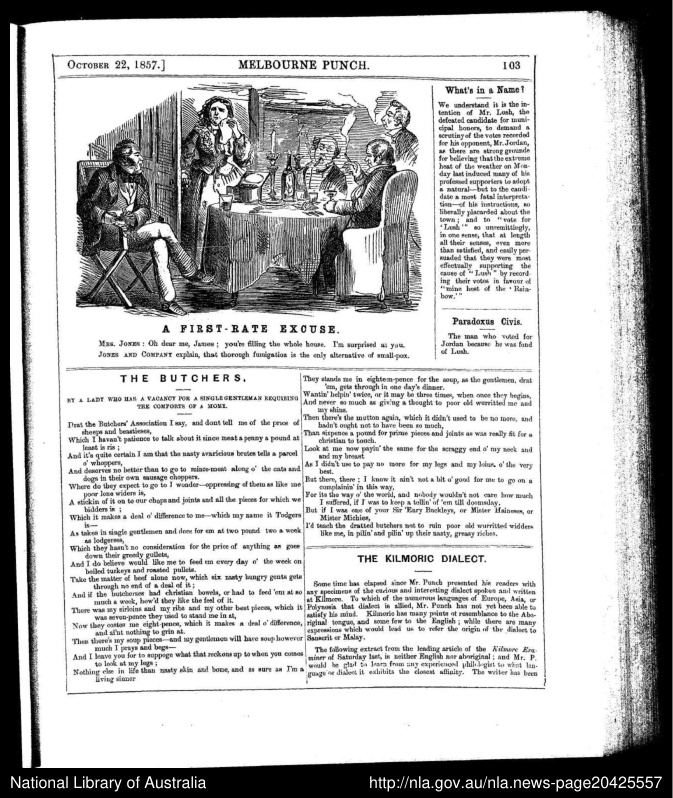 OCTOBER 22, 1857.] MELBOURNE PUNCH. 103
A FIRST-RATE EXCUSE.
MRS. JONES : Oh dear me, James ; you're filling the whole house. I'm surprised at you.
JONES AND COMPANY explain, that thorough fumigation is the only alternative of small-pox.
What's in a Name?
We understand it is the in-
tention of Mr. Lush, the
defeated candidate for muni-
cipal honors, to demand a
scrutiny of the votes recorded
for his opponent, Mr. Jordan,
as there are strong grounds
for believing that the extreme
heat of the weather on Mon-
day last induced many of his
professed supporters to adopt
a natural—but to the candi-
date a most fatal interpreta-
tion—of his instructions, so
liberally placarded about the
town ; and to "vote for
'Lush'" so unremittingly,
in one sense, that at length
all their senses, even more
than satisfied, and easily per-
suaded that they were most
effectually supporting the
cause of "Lush" by record-
ing their votes in favour of
"mine host of the 'Rain-
bow.'"
Paradoxus Civis.
The man who voted for
Jordan because he was fond
of Lush.
THE BUTCHERS,
BY A LADY WHO HAS A VACANCY FOR A SINGLE GENTLEMAN REQUIRING
THE COMFORTS OF A HOME.
Drat the Butchers' Association I say, and dont tell me of the price of
sheeps and beastieses,
Which I havan't patience to talk about it since meat a penny a pound at
least is ris ;
And it's quite certain I am that the nasty avaricious brutes tells a parcel
o' whoppers,
And deserves no better than to go to mince-meat along o' the cats and
dogs in their own sausage choppers.
Where do they expect to go to I wonder—oppressing of them as like me
poor lone widers is,
A stickin of it on to our chops and joints and all the pieces for which we
bidders is ;
Which it makes a deal o' difference to me—which my name it Todgers
is—
As takes in single gentlemen and does for em at two pound two a week
as lodgerses,
Which they hasn't no consideration for the price of anything as goes
down their greedy gullets,
And I do believe would like me to feed em every day o' the week on
boiled turkeys and roasted pullets.
Take the matter of beef alone now, which six nasty hungry gents gets
through no end of a deal of it ;
And if the butcherses had christian bowels, or had to feed 'em at so
much a week, how'd they like the feel of it.
There was my sirloins and my ribs and my other best pieces, which it
was seven-pence they used to stand me in at,
Now they costes me eight-pence, which it makes a deal o' difference,
and ai'nt nothing to grin at.
Then there's my soup pieces—and my gentlemen will have soup however
much I prays and begs—
And I leave you for to suppoge what that reckons up to when you comes
to look at my legs ;
Nothing else in life than nasty skin and bone, and as sure as I'm a
living sinner
They stands me in eighteen-pence for the soup, as the gentlemen, drat
'em, gets through in one day's dinner.
Wantin' helpin' twice, or it may be three times, when once they begins,
And never so much as giving a thought to poor old worritted me and
my shins.
Then there's the mutton again, which it didn't used to be no more, and
hadn't ought not to have been so much,
Than sixpence a pound for prime pieces and joints as was really fit for a
christian to touch.
Look at me now payin' the same for the scraggy end o' my neck and
and my breast
As I didn't use to pay no more for my legs and my loins, o' the very
best.
But there, there ; I know it ain't not a bit o' good for me to go on a
complainin' in this way,
For its the way o' the world, and nobody wouldn't not care how much
I suffered, if I was to keep a tellin' of 'em till doomsday.
But if I was one of your Sir 'Eary Buckleys, or Mister Haineses, or
Mister Michies,
I'd teach the dratted butchers not to ruin poor old wurritted widders
like me, in pilin' and pilin' up their nasty, greasy riches.
THE KILMORIC DIALECT.
Some time has elapsed since Mr. Punch presented his readers with
any specimens of the curious and interesting dialect spoken and written
at Kilmore. To which of the numerous languages of Europe, Asia, or
Polynosia that dialect is allied, Mr. Punch has not yet been able to
satisfy his mind. Kilmoric has many points of resemblance to the Abo-
riginal tongue, and some few to the English ; while there are many
expressions which would lead us to refer the origin of the dialect to
Sanscrit or Malay.
The following extract from the leading article of the Kilmore Exa-
miner of Saturday last, is neither English nor aboriginal ; and Mr. P.
would be glad to learn from any experienced philologist to what lan-
guage or dialect it exhibits the closest affinity. The writer has been
National Library of Australia http://nla.gov.au/nla.news-page20425557